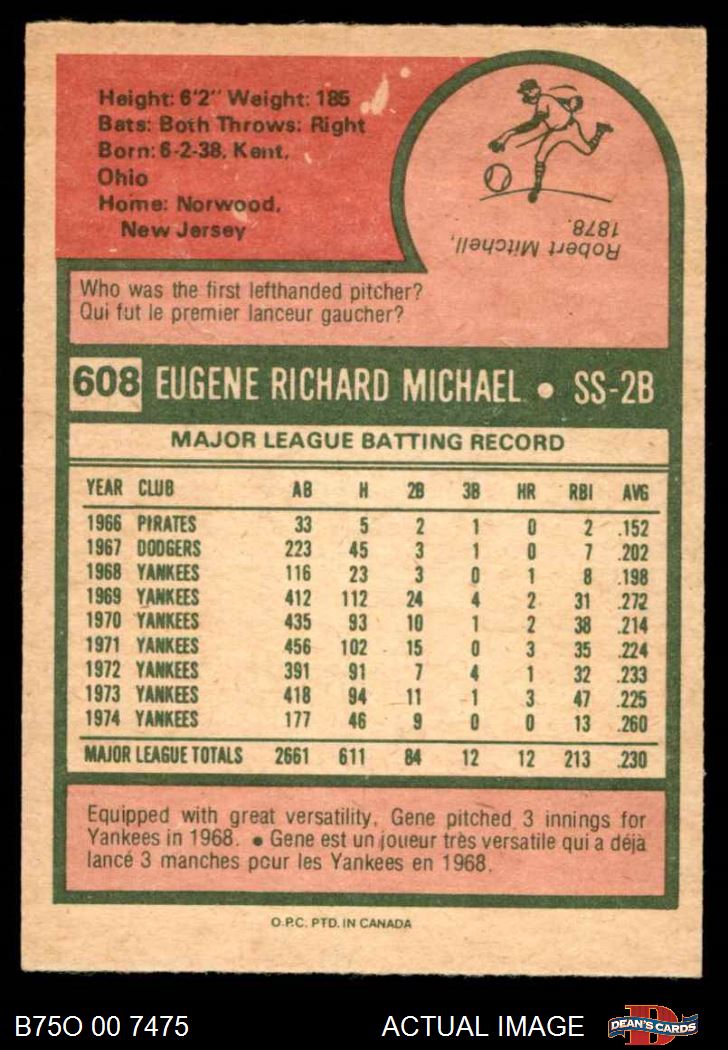 Height: 6'2" Weight: 185
Bats: Both Throws: Right
Born: 6-2-38, Kent,
Ohio
Home: Norwood,
New Jersey
Robert Mitchell,
1878.
Who was the first lefthanded pitcher?
Qui fut le premier lanceur gaucher?
608 EUGENE RICHARD MICHAEL • SS-2B
MAJOR LEAGUE BATTING RECORD
YEAR CLUB AB H 2B 3B HR RBI AVG
1966 PIRATES 33 5 2 1 0 2 .152
1967 DODGERS 223 45 3 1 0 7 .202
1968 YANKEES 116 23 3 0 1 8 .198
1969 YANKEES 412 112 24 4 2 31 .272
1970 YANKEES 435 93 10 1 2 38 .214
1971 YANKEES 456 102 15 0 3 35 .224
1972 YANKEES 391 91 7 4 1 32 .233
1973 YANKEES 418 94 11 1 3 47 .225
1974 YANKEES 177 46 9 0 0 13 .260
MAJOR LEAGUE TOTALS 2661 611 84 12 12 213 .230
Equipped with great versatility, Gene pitched 3 innings for
Yankees in 1968. • Gene est un joueur très versatile qui a déjà
lancé 3 manches pour les Yankees en 1968.
O.P.C. PTD. IN CANADA
B75O 00 7475
ACTUAL IMAGE
D
DEAN'S CARDS